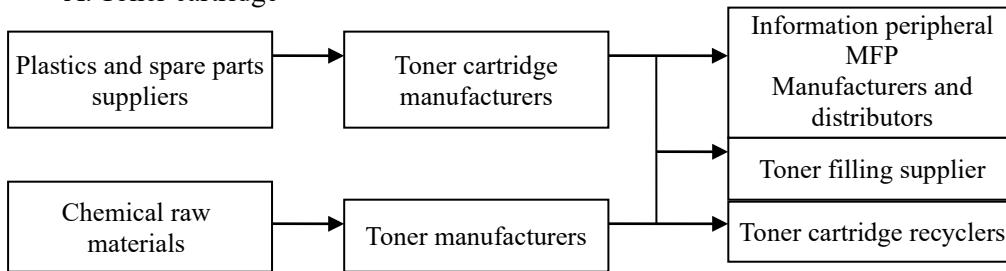 A. Toner cartridge
Plastics and spare parts
suppliers
Toner cartridge
manufacturers
Information peripheral
MFP
Manufacturers and
distributors
Toner filling supplier
Chemical raw
materials
Toner manufacturers
Toner cartridge recyclers